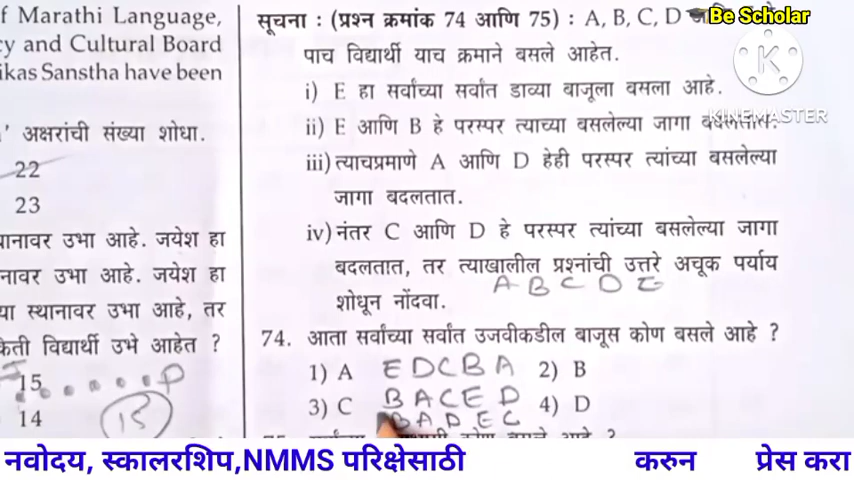 of Marathi Language,
cy and Cultural Board
ikas Sanstha have been
' अक्षरांची संख्या शोधा.
22
23
थानावर उभा आहे. जयेश हा
नावर उभा आहे. जयेश हा
या स्थानावर उभा आहे, तर
केती विद्यार्थी उभे आहेत ?
15 P
14 15
सूचना : (प्रश्न क्रमांक 74 आणि 75) : A, B, C, D
पाच विद्यार्थी याच क्रमाने बसले आहेत.
i) E हा सर्वांच्या सर्वांत डाव्या बाजूला बसला आहे.
ii) E आणि B हे परस्पर त्याच्या बसलेल्या जागा बदलतात.
iii) त्याचप्रमाणे A आणि D हेही परस्पर त्यांच्या बसलेल्या
जागा बदलतात.
iv) नंतर C आणि D हे परस्पर त्यांच्या बसलेल्या जागा
बदलतात, तर त्याखालील प्रश्नांची उत्तरे अचूक पर्याय
शोधून नोंदवा.
A B C D E
74. आता सर्वांच्या सर्वांत उजवीकडील बाजूस कोण बसले आहे ?
1) A E D C B A 2) B
3) C B A C E D 4) D
B A D E C
Be Scholar
K
KINEMASTER
नवोदय, स्कालरशिप,NMMS परिक्षेसाठी करुन प्रेस करा